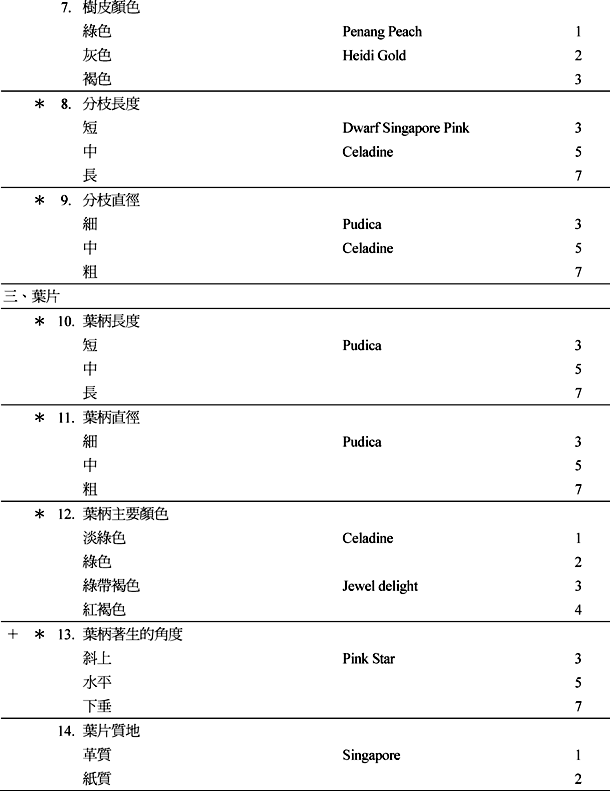 7. 樹皮顏色
綠色 Penang Peach 1
灰色 Heidi Gold 2
褐色 3
＊ 8. 分枝長度
短 Dwarf Singapore Pink 3
中 Celadine 5
長 7
＊ 9. 分枝直徑
細 Pudica 3
中 Celadine 5
粗 7
三、葉片
＊ 10. 葉柄長度
短 Pudica 3
中 5
長 7
＊ 11. 葉柄直徑
細 Pudica 3
中 5
粗 7
＊ 12. 葉柄主要顏色
淡綠色 Celadine 1
綠色 2
綠帶褐色 Jewel delight 3
紅褐色 4
＋ ＊ 13. 葉柄著生的角度
斜上 Pink Star 3
水平 5
下垂 7
14. 葉片質地
革質 Singapore 1
紙質 2